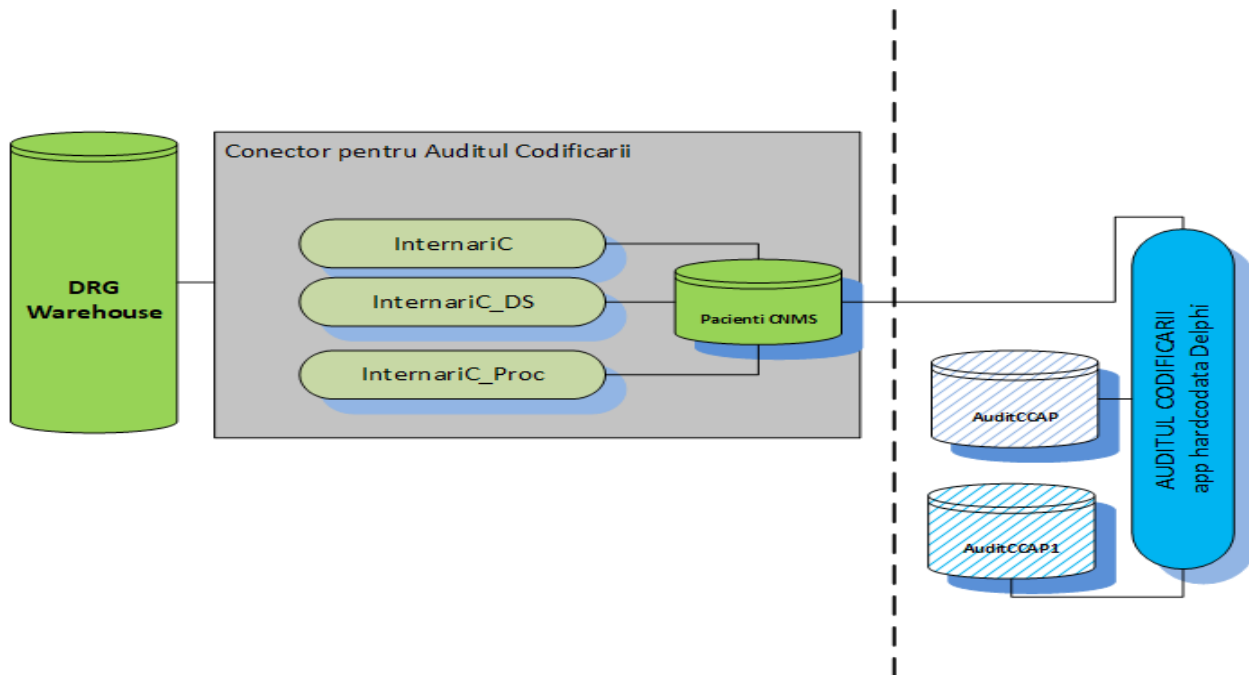 Conector pentru Auditul Codificarii
DRG
Warehouse
InternariC
InternariC_DS
InternariC_Proc
Pacienti CNMS
AuditCCAP
AuditCCAP1
AUDITUL CODIFICARII
app hardcodata Delphi